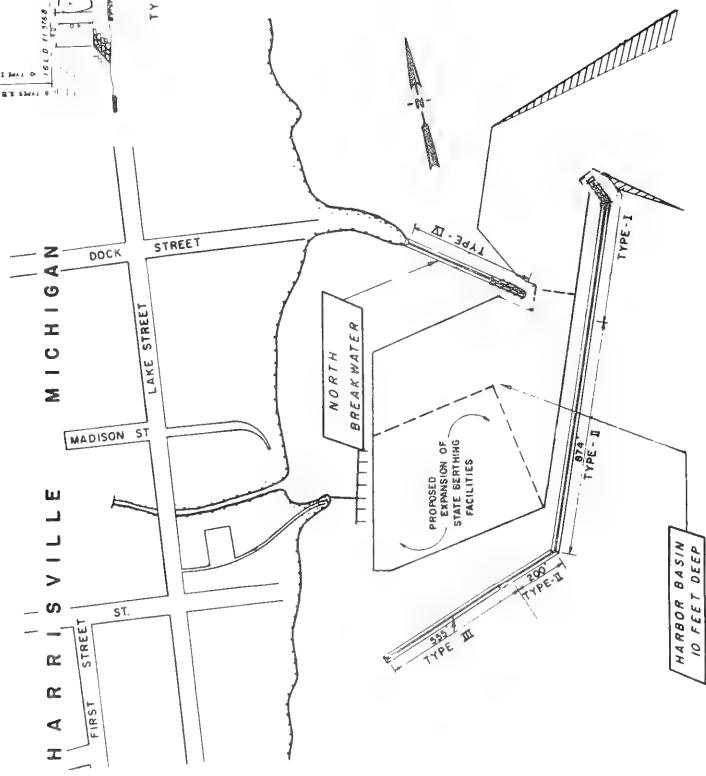 HARRISVILLE MICHIGAN
TY
DOCK STREET
LAKE STREET
MADISON ST
ST.
FIRST STREET
NORTH
BREAKWATER
TYPE-IV
TYPE-I
PROPOSED
EXPANSION OF
STATE BERTHING
FACILITIES
874'
TYPE-II
200'
TYPE-II
555'
TYPE III
HARBOR BASIN
10 FEET DEEP